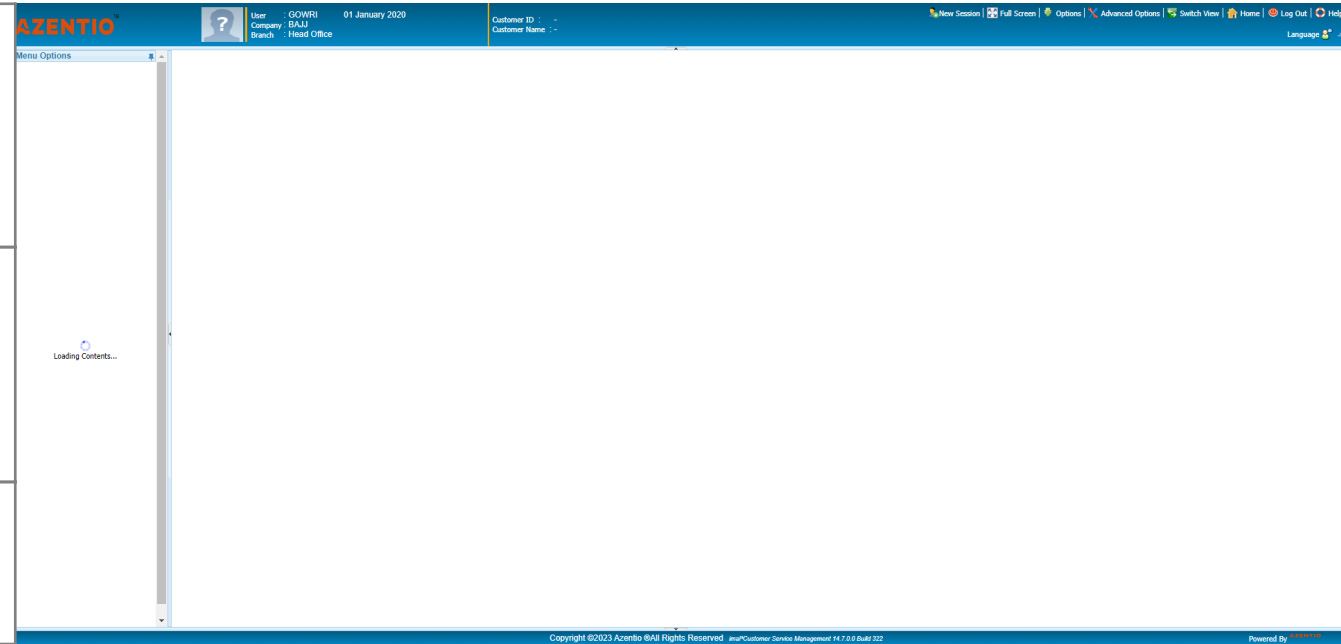 AZENTIO™
User : GOWRI 01 January 2020
Company : BAJJ
Branch : Head Office
Customer ID : -
Customer Name : -
New Session | Full Screen | Options | Advanced Options | Switch View | Home | Log Out | Help
Language
Menu Options
Loading Contents...
Copyright ©2023 Azentio ®All Rights Reserved imal®Customer Service Management 14.7.0.0 Build 322
Powered By AZENTIO